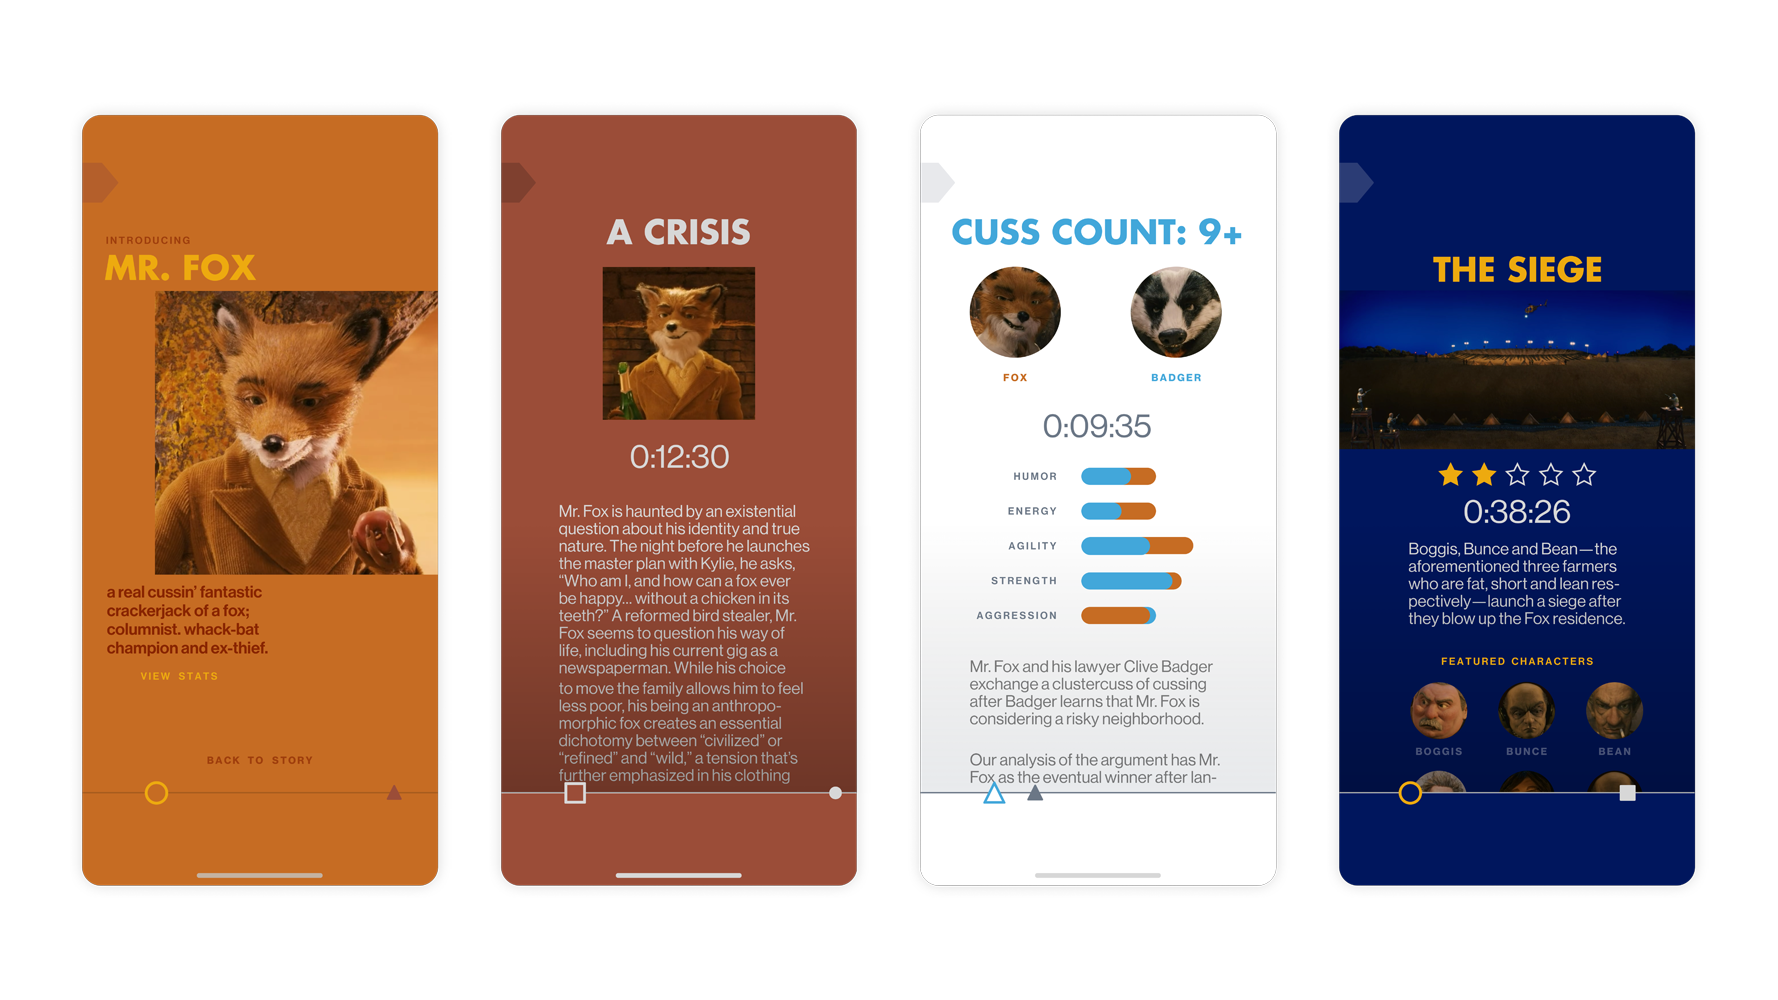 INTRODUCING
MR. FOX
a real cussin' fantastic
crackerjack of a fox;
columnist. whack-bat
champion and ex-thief.
VIEW STATS
BACK TO STORY
A CRISIS
0:12:30
Mr. Fox is haunted by an existential
question about his identity and true
nature. The night before he launches
the master plan with Kylie, he asks,
“Who am I, and how can a fox ever
be happy... without a chicken in its
teeth?” A reformed bird stealer, Mr.
Fox seems to question his way of
life, including his current gig as a
newspaperman. While his choice
to move the family allows him to feel
less poor, his being an anthropo-
morphic fox creates an essential
dichotomy between “civilized” or
“refined” and “wild,” a tension that’s
further emphasized in his clothing
CUSS COUNT: 9+
FOX
BADGER
0:09:35
HUMOR
ENERGY
AGILITY
STRENGTH
AGGRESSION
Mr. Fox and his lawyer Clive Badger
exchange a clustercuss of cussing
after Badger learns that Mr. Fox is
considering a risky neighborhood.
Our analysis of the argument has Mr.
Fox as the eventual winner after lan-
THE SIEGE
0:38:26
Boggis, Bunce and Bean—the
aforementioned three farmers
who are fat, short and lean res-
pectively—launch a siege after
they blow up the Fox residence.
FEATURED CHARACTERS
BOGGIS
BUNCE
BEAN